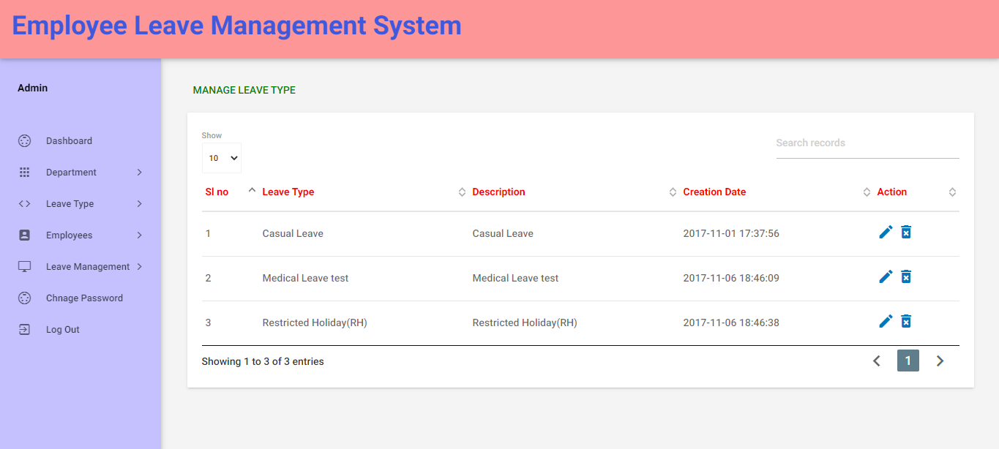 Employee Leave Management System
Admin
Dashboard
Department
Leave Type
Employees
Leave Management
Chnage Password
Log Out
MANAGE LEAVE TYPE
Show
10
Search records
Sl no Leave Type Description Creation Date Action
1 Casual Leave Casual Leave 2017-11-01 17:37:56
2 Medical Leave test Medical Leave test 2017-11-06 18:46:09
3 Restricted Holiday(RH) Restricted Holiday(RH) 2017-11-06 18:46:38
Showing 1 to 3 of 3 entries
1